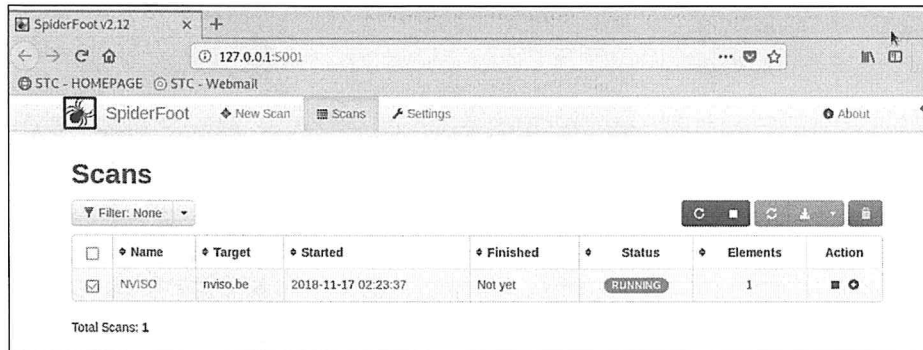 SpiderFoot v2.12
127.0.0.1:5001
STC - HOMEPAGE STC - Webmail
SpiderFoot New Scan Scans Settings About
Scans
Filter: None
Name Target Started Finished Status Elements Action
NVISO nviso.be 2018-11-17 02:23:37 Not yet RUNNING 1
Total Scans: 1